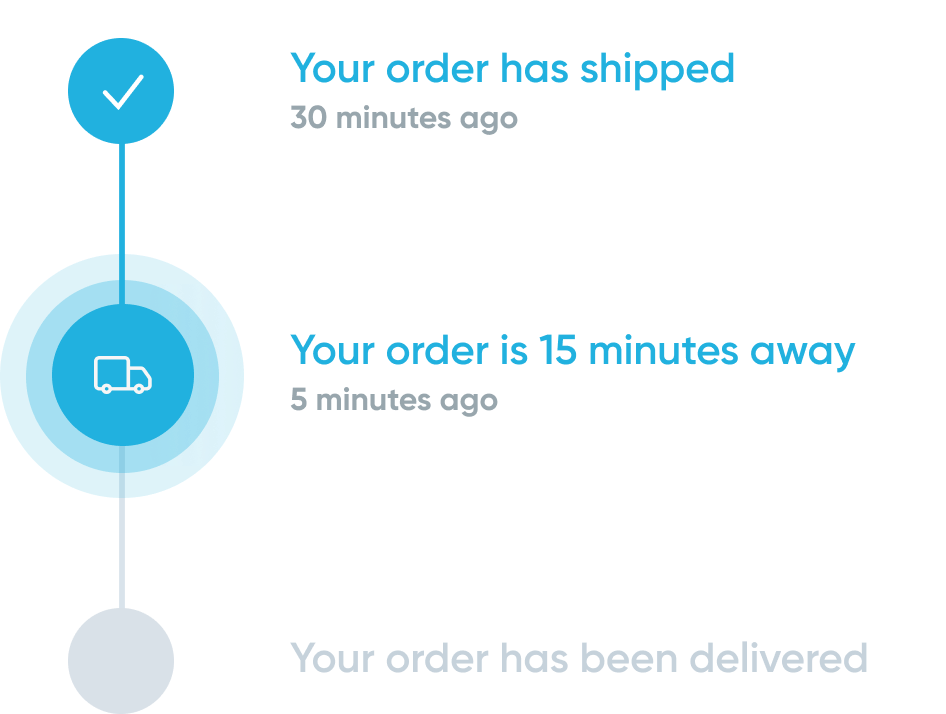 Your order has shipped
30 minutes ago
Your order is 15 minutes away
5 minutes ago
Your order has been delivered